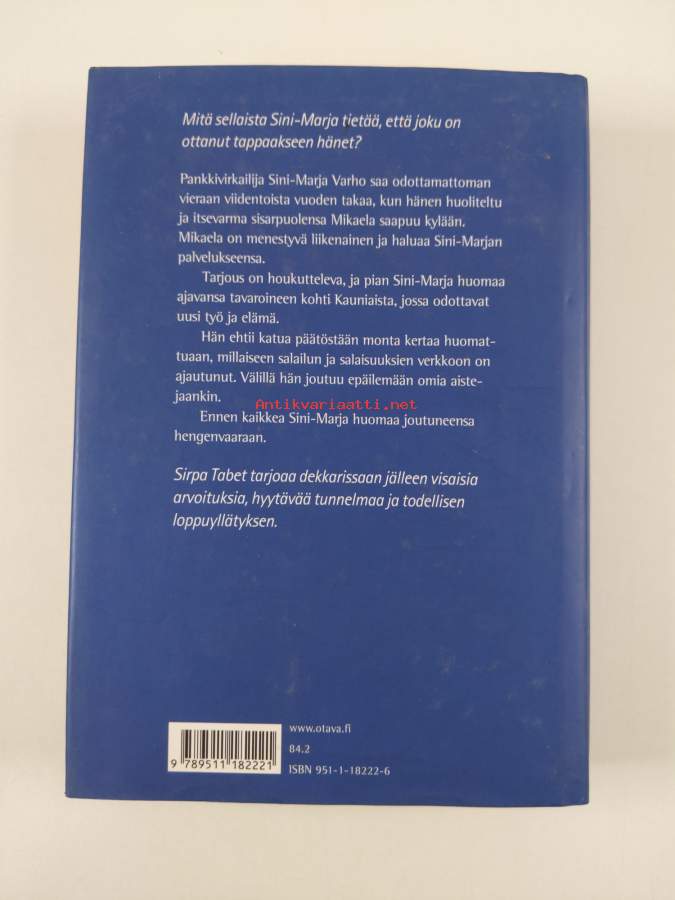 Mitä sellaista Sini-Marja tietää, että joku on
ottanut tappaakseen hänet?
Pankkivirkailija Sini-Marja Varho saa odottamattoman
vieraan viidentoista vuoden takaa, kun hänen huoliteltu
ja itsevarma sisarpuolensa Mikaela saapuu kylään.
Mikaela on menestyvä liikenainen ja haluaa Sini-Marjan
palvelukseensa.
Tarjous on houkutteleva, ja pian Sini-Marja huomaa
ajavansa tavaroineen kohti Kauniaista, jossa odottavat
uusi työ ja elämä.
Hän ehtii katua päätöstään monta kertaa huomat-
tuaan, millaiseen salailun ja salaisuuksien verkkoon on
ajautunut. Välillä hän joutuu epäilemään omia aiste-
jaankin.
Antikvariaatti.net
Ennen kaikkea Sini-Marja huomaa joutuneensa
hengenvaaraan.
Sirpa Tabet tarjoaa dekkarissaan jälleen visaisia
arvoituksia, hyytävää tunnelmaa ja todellisen
loppuyllätyksen.
www.otava.fi
84.2
ISBN 951-1-18222-6
9 789511 182221